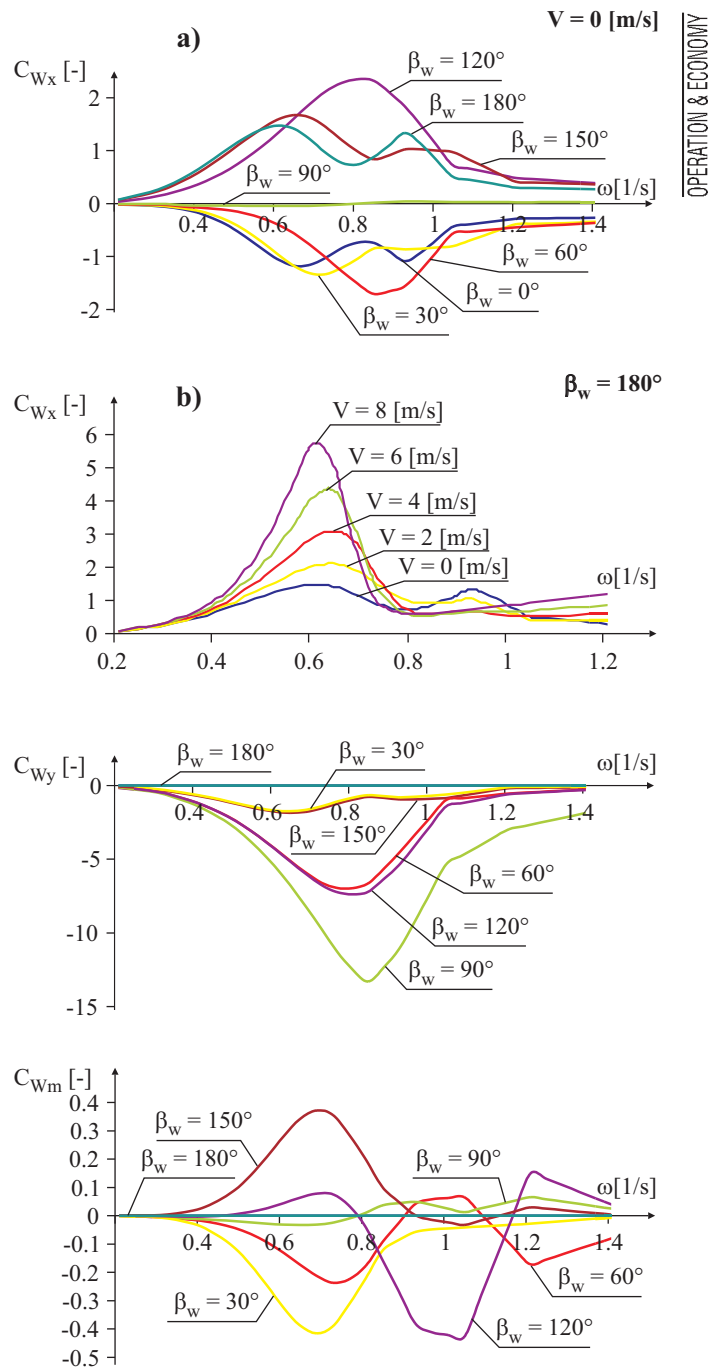 V = 0 [m/s]
OPERATION & ECONOMY
a)
C_Wx [-]
β_w = 120°
β_w = 180°
β_w = 150°
β_w = 90°
ω[1/s]
2
1
0
-1
-2
0.4 0.6 0.8 1 1.2 1.4
β_w = 60°
β_w = 0°
β_w = 30°
C_Wx [-]
b)
β_w = 180°
V = 8 [m/s]
V = 6 [m/s]
V = 4 [m/s]
V = 2 [m/s]
V = 0 [m/s]
ω[1/s]
6
5
4
3
2
1
0
0.2 0.4 0.6 0.8 1 1.2
C_Wy [-]
β_w = 180°
β_w = 30°
ω[1/s]
0
-5
-10
-15
0.4 0.6 0.8 1 1.2 1.4
β_w = 150°
β_w = 60°
β_w = 120°
β_w = 90°
C_Wm [-]
0.4
0.3
0.2
0.1
0
-0.1
-0.2
-0.3
-0.4
-0.5
β_w = 150°
β_w = 180°
β_w = 90°
ω[1/s]
0.4 0.6 0.8 1 1.2 1.4
β_w = 60°
β_w = 30°
β_w = 120°